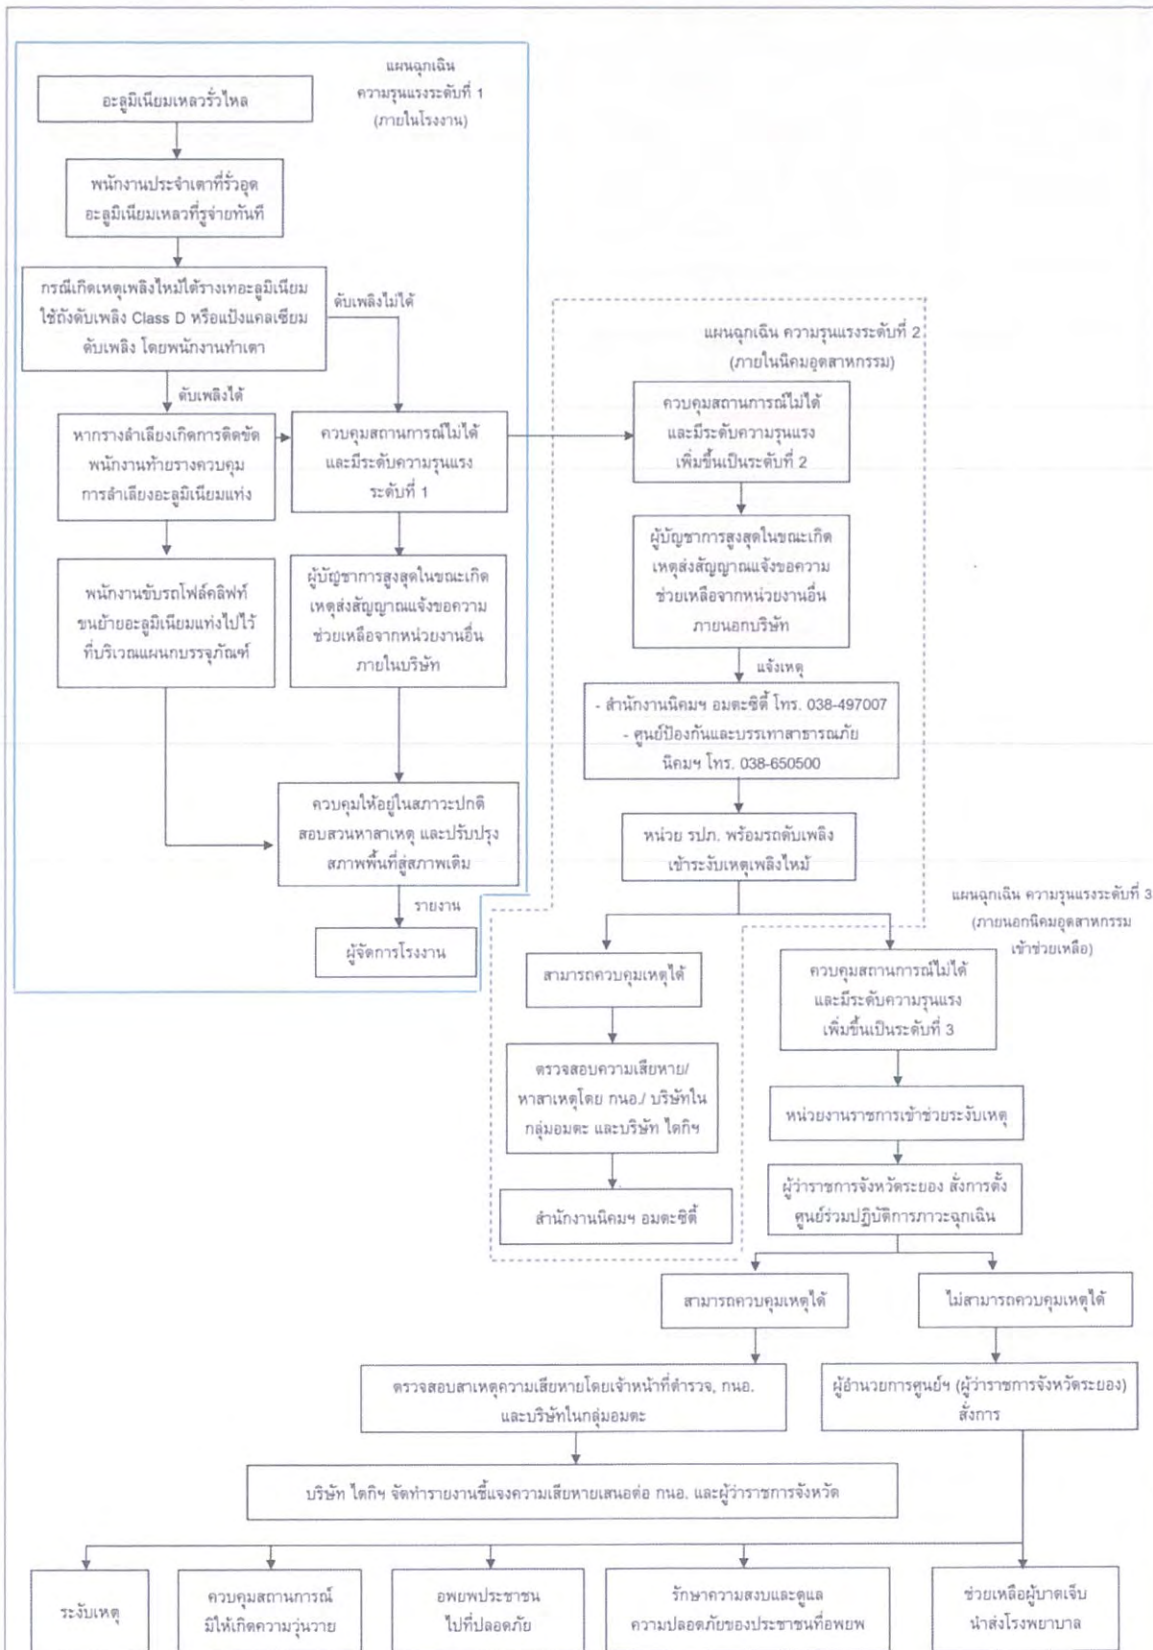 แผนฉุกเฉิน
ความรุนแรงระดับที่ 1
(ภายในโรงงาน)
อะลูมิเนียมเหลวรั่วไหล
พนักงานประจำเตาที่รั่วอุด
อะลูมิเนียมเหลวที่รูจ่ายทันที
กรณีเกิดเหตุเพลิงไหม้ใต้รางเทอะลูมิเนียม
ใช้ถังดับเพลิง Class D หรือแป้งแคลเซียม
ดับเพลิง โดยพนักงานทำเตา
ดับเพลิงไม่ได้
ดับเพลิงได้
หากรางลำเลียงเกิดการติดขัด
พนักงานท้ายรางควบคุม
การลำเลียงอะลูมิเนียมแท่ง
ควบคุมสถานการณ์ไม่ได้
และมีระดับความรุนแรง
ระดับที่ 1
พนักงานขับรถโฟล์คลิฟท์
ขนย้ายอะลูมิเนียมแท่งไปไว้
ที่บริเวณแผนกบรรจุภัณฑ์
ผู้บัญชาการสูงสุดในขณะเกิด
เหตุส่งสัญญาณแจ้งขอความ
ช่วยเหลือจากหน่วยงานอื่น
ภายในบริษัท
ควบคุมให้อยู่ในสภาวะปกติ
สอบสวนหาสาเหตุ และปรับปรุง
สภาพพื้นที่สู่สภาพเดิม
รายงาน
ผู้จัดการโรงงาน
แผนฉุกเฉิน ความรุนแรงระดับที่ 2
(ภายในนิคมอุตสาหกรรม)
ควบคุมสถานการณ์ไม่ได้
และมีระดับความรุนแรง
เพิ่มขึ้นเป็นระดับที่ 2
ผู้บัญชาการสูงสุดในขณะเกิด
เหตุส่งสัญญาณแจ้งขอความ
ช่วยเหลือจากหน่วยงานอื่น
ภายนอกบริษัท
แจ้งเหตุ
- สำนักงานนิคมฯ อมตะซิตี้ โทร. 038-497007
- ศูนย์ป้องกันและบรรเทาสาธารณภัย
นิคมฯ โทร. 038-650500
หน่วย รปภ. พร้อมรถดับเพลิง
เข้าระงับเหตุเพลิงไหม้
สามารถควบคุมเหตุได้
ตรวจสอบความเสียหาย/
หาสาเหตุโดย กนอ./ บริษัทใน
กลุ่มอมตะ และบริษัท ไดกิฯ
สำนักงานนิคมฯ อมตะซิตี้
แผนฉุกเฉิน ความรุนแรงระดับที่ 3
(ภายนอกนิคมอุตสาหกรรม
เข้าช่วยเหลือ)
ควบคุมสถานการณ์ไม่ได้
และมีระดับความรุนแรง
เพิ่มขึ้นเป็นระดับที่ 3
หน่วยงานราชการเข้าช่วยระงับเหตุ
ผู้ว่าราชการจังหวัดระยอง สั่งการตั้ง
ศูนย์ร่วมปฏิบัติการภาวะฉุกเฉิน
สามารถควบคุมเหตุได้
ไม่สามารถควบคุมเหตุได้
ตรวจสอบสาเหตุความเสียหายโดยเจ้าหน้าที่ตำรวจ, กนอ.
และบริษัทในกลุ่มอมตะ
ผู้อำนวยการศูนย์ฯ (ผู้ว่าราชการจังหวัดระยอง)
สั่งการ
บริษัท ไดกิฯ จัดทำรายงานชี้แจงความเสียหายเสนอต่อ กนอ. และผู้ว่าราชการจังหวัด
ระงับเหตุ
ควบคุมสถานการณ์
มิให้เกิดความวุ่นวาย
อพยพประชาชน
ไปที่ปลอดภัย
รักษาความสงบและดูแล
ความปลอดภัยของประชาชนที่อพยพ
ช่วยเหลือผู้บาดเจ็บ
นำส่งโรงพยาบาล